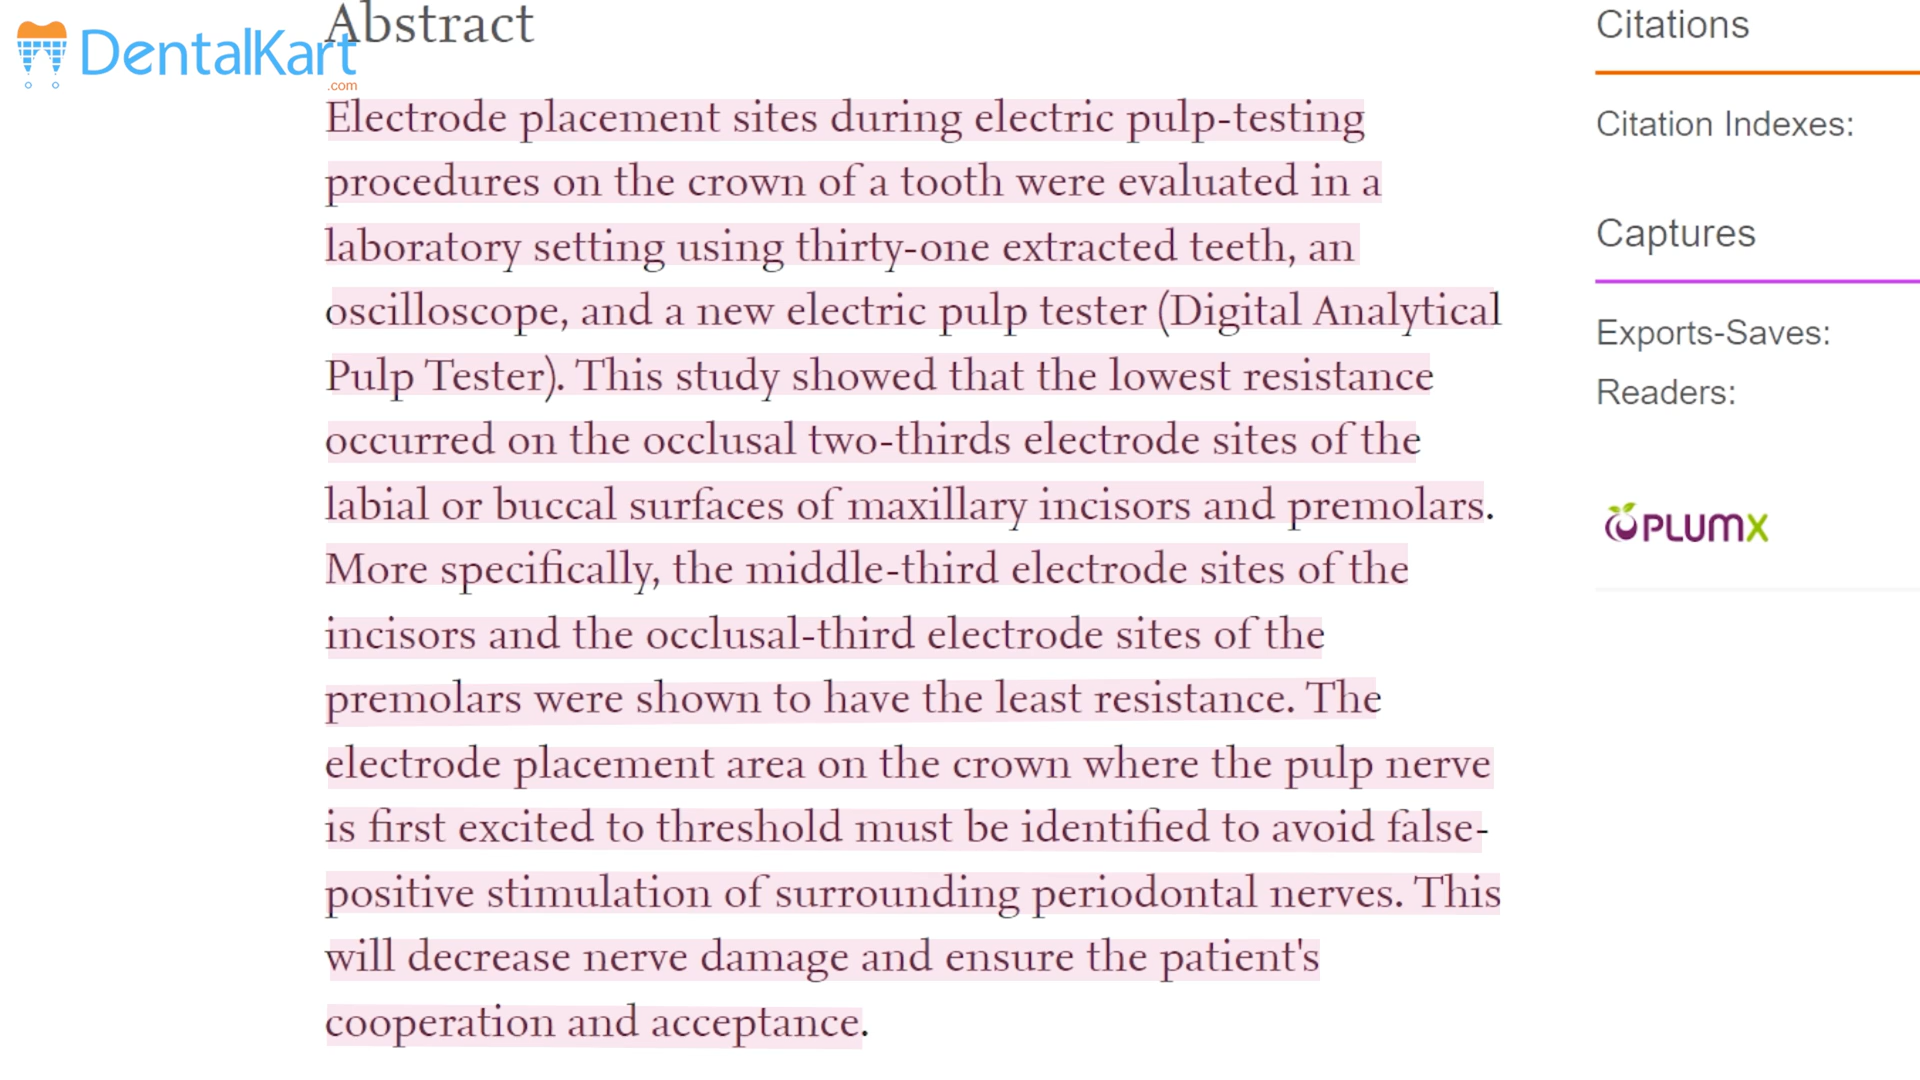 DentalKart
.com
Abstract
Electrode placement sites during electric pulp-testing
procedures on the crown of a tooth were evaluated in a
laboratory setting using thirty-one extracted teeth, an
oscilloscope, and a new electric pulp tester (Digital Analytical
Pulp Tester). This study showed that the lowest resistance
occurred on the occlusal two-thirds electrode sites of the
labial or buccal surfaces of maxillary incisors and premolars.
More specifically, the middle-third electrode sites of the
incisors and the occlusal-third electrode sites of the
premolars were shown to have the least resistance. The
electrode placement area on the crown where the pulp nerve
is first excited to threshold must be identified to avoid false-
positive stimulation of surrounding periodontal nerves. This
will decrease nerve damage and ensure the patient's
cooperation and acceptance.
Citations
Citation Indexes:
Captures
Exports-Saves:
Readers:
PLUMX